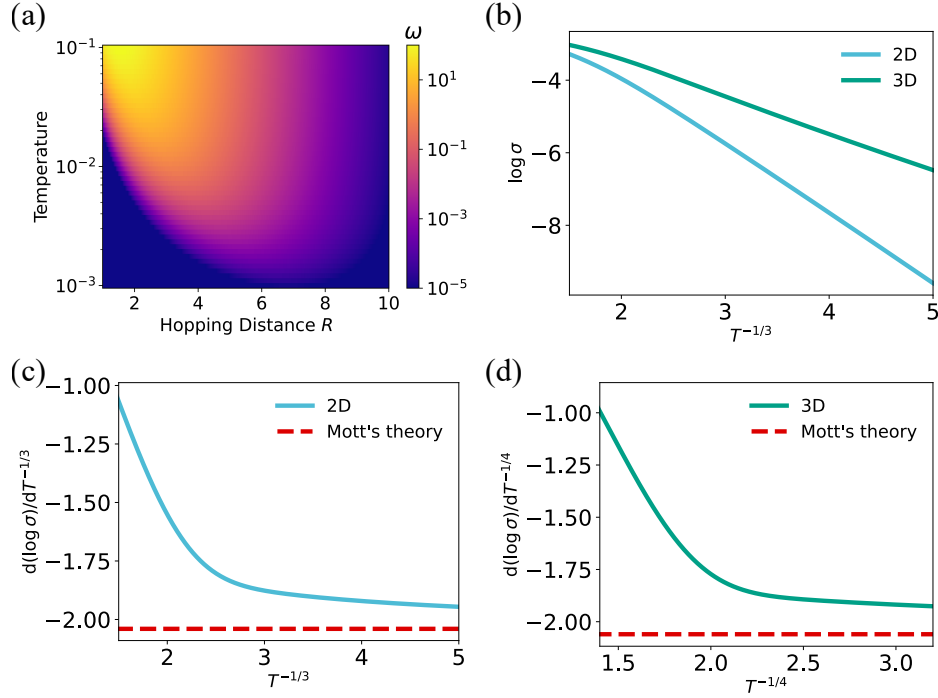 (a)
ω
10^{-1}
10^{-2}
10^{-3}
Temperature
2 4 6 8 10
Hopping Distance R
10^{1}
10^{-1}
10^{-3}
10^{-5}
(b)
2D
3D
−4
−6
−8
log σ
2 3 4 5
T^{-1/3}
(c)
2D
Mott's theory
−1.00
−1.25
−1.50
−1.75
−2.00
d(log σ)/dT^{-1/3}
2 3 4 5
T^{-1/3}
(d)
3D
Mott's theory
−1.00
−1.25
−1.50
−1.75
−2.00
d(log σ)/dT^{-1/4}
1.5 2.0 2.5 3.0
T^{-1/4}